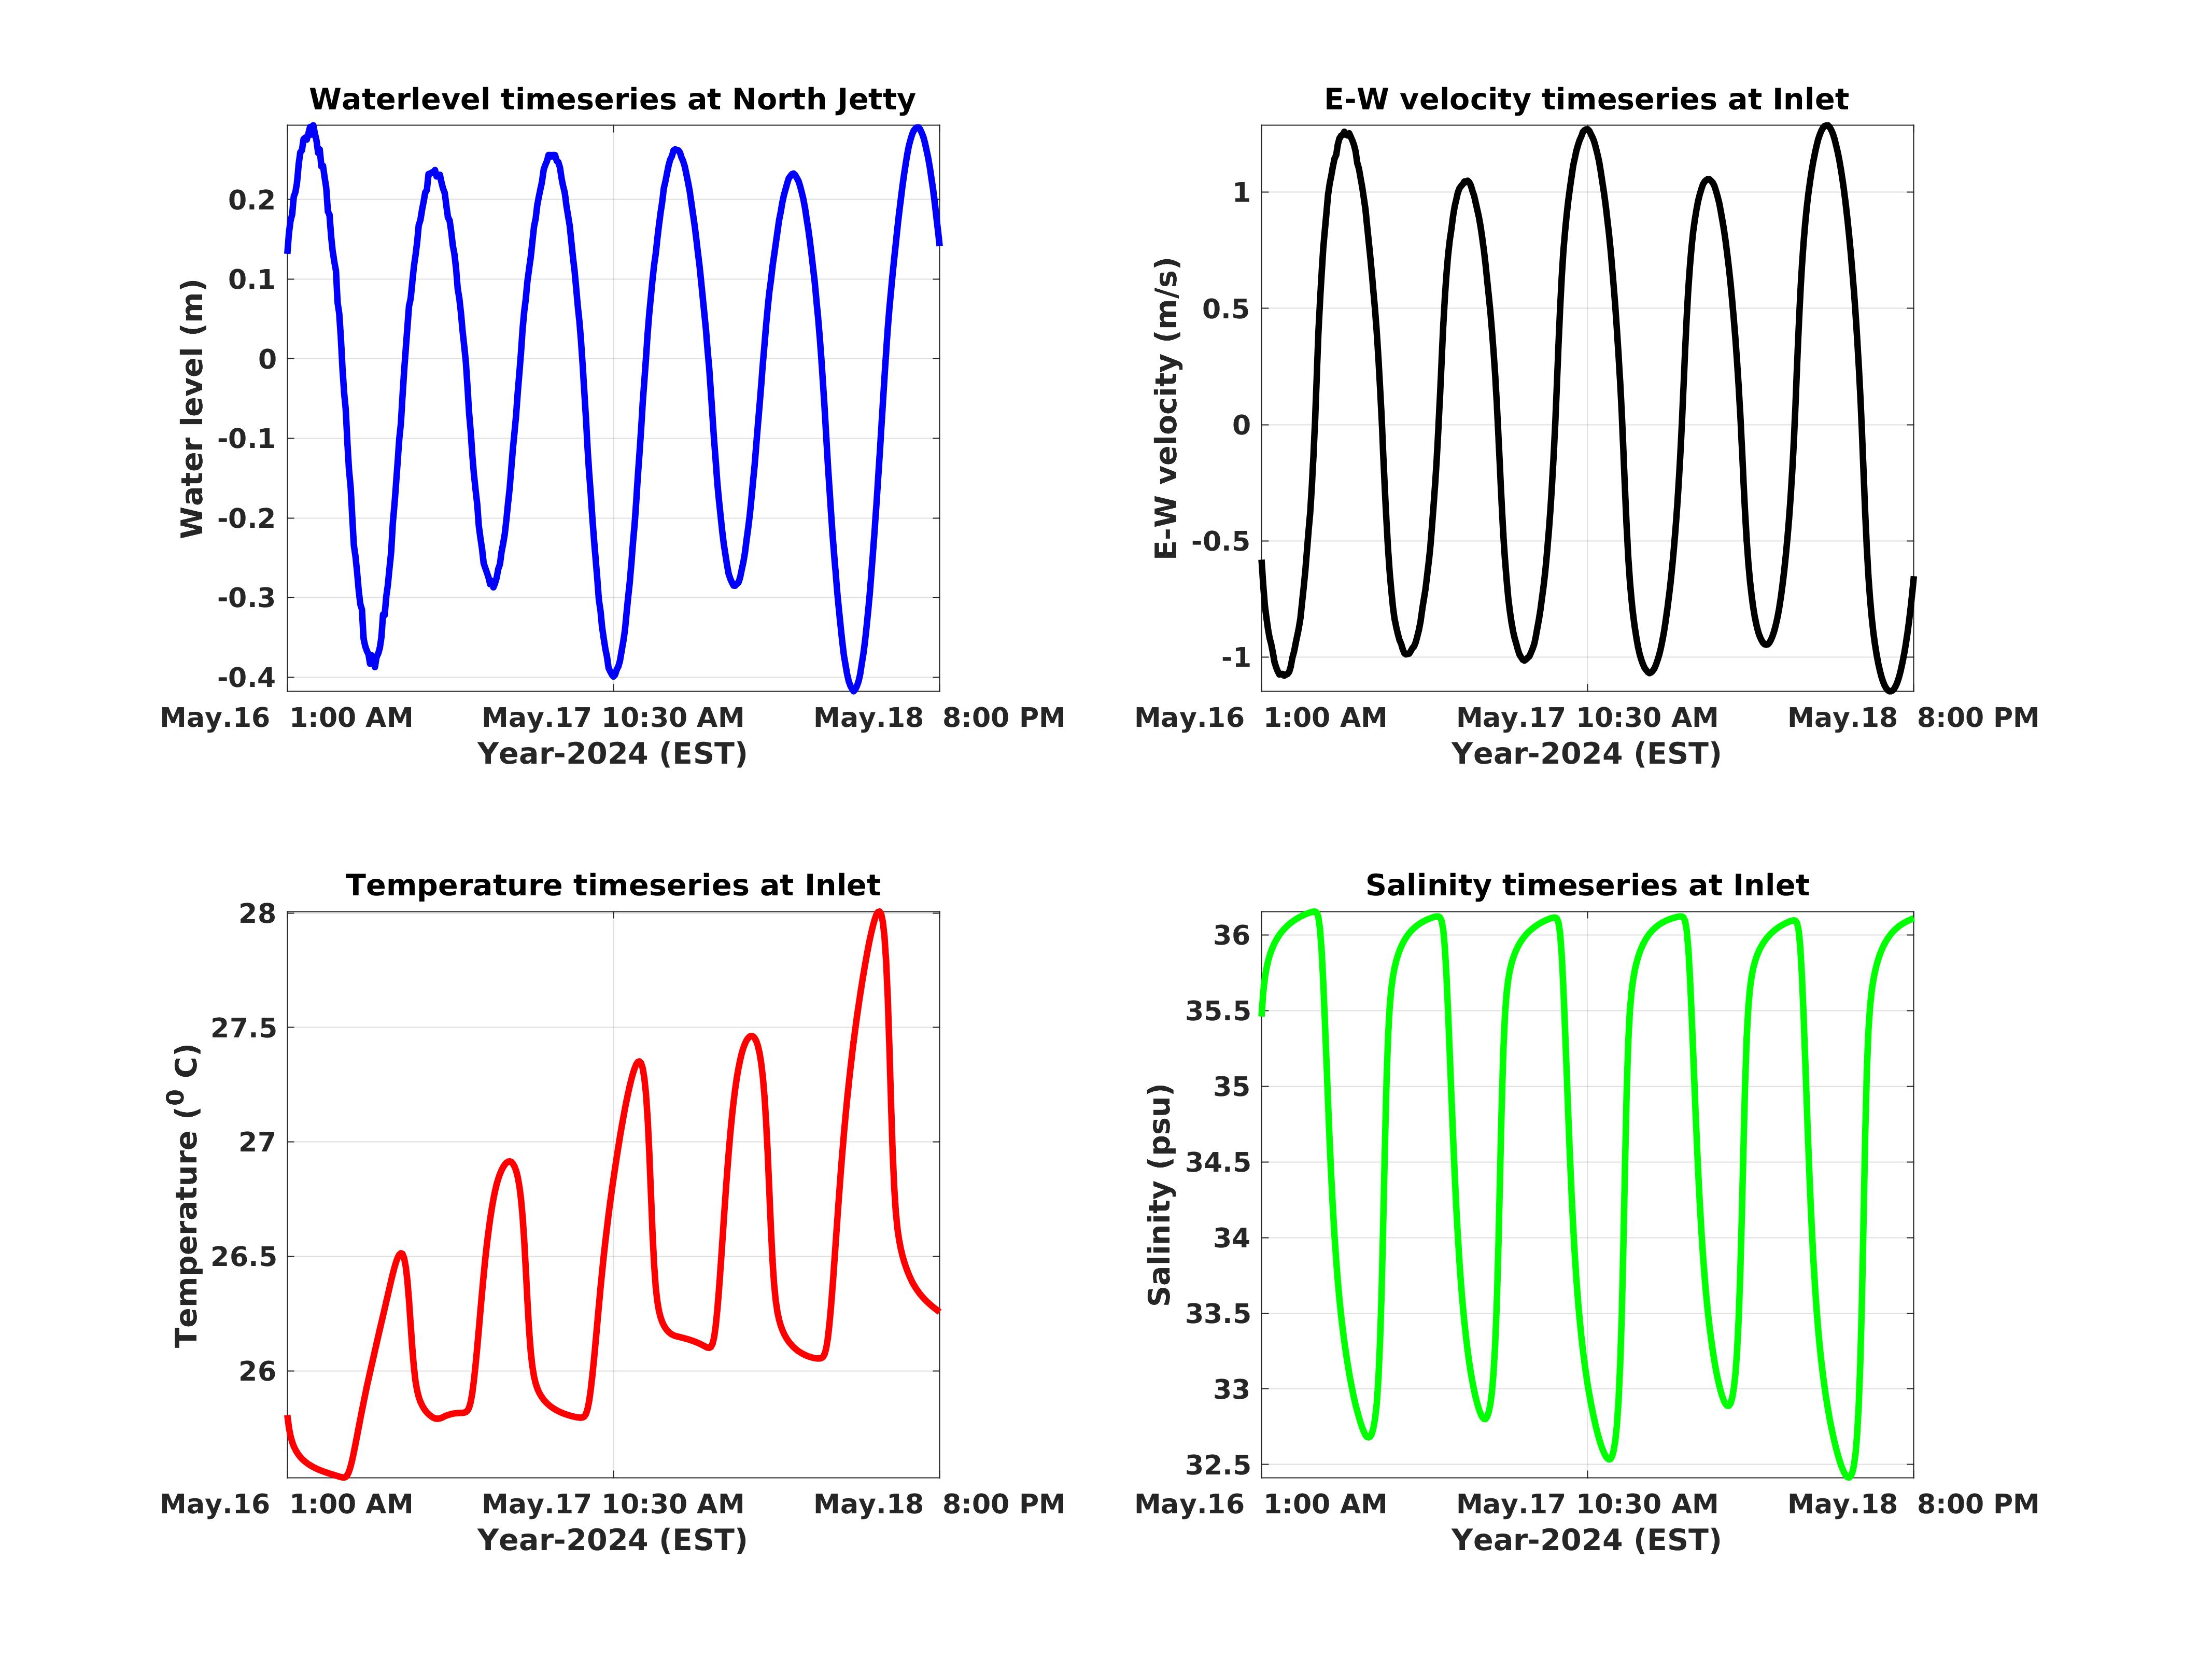 Waterlevel timeseries at North Jetty
Water level (m)
0.2
0.1
0
-0.1
-0.2
-0.3
-0.4
May.16 1:00 AM
May.17 10:30 AM
May.18 8:00 PM
Year-2024 (EST)
E-W velocity timeseries at Inlet
E-W velocity (m/s)
1
0.5
0
-0.5
-1
May.16 1:00 AM
May.17 10:30 AM
May.18 8:00 PM
Year-2024 (EST)
Temperature timeseries at Inlet
Temperature (⁰ C)
28
27.5
27
26.5
26
May.16 1:00 AM
May.17 10:30 AM
May.18 8:00 PM
Year-2024 (EST)
Salinity timeseries at Inlet
Salinity (psu)
36
35.5
35
34.5
34
33.5
33
32.5
May.16 1:00 AM
May.17 10:30 AM
May.18 8:00 PM
Year-2024 (EST)